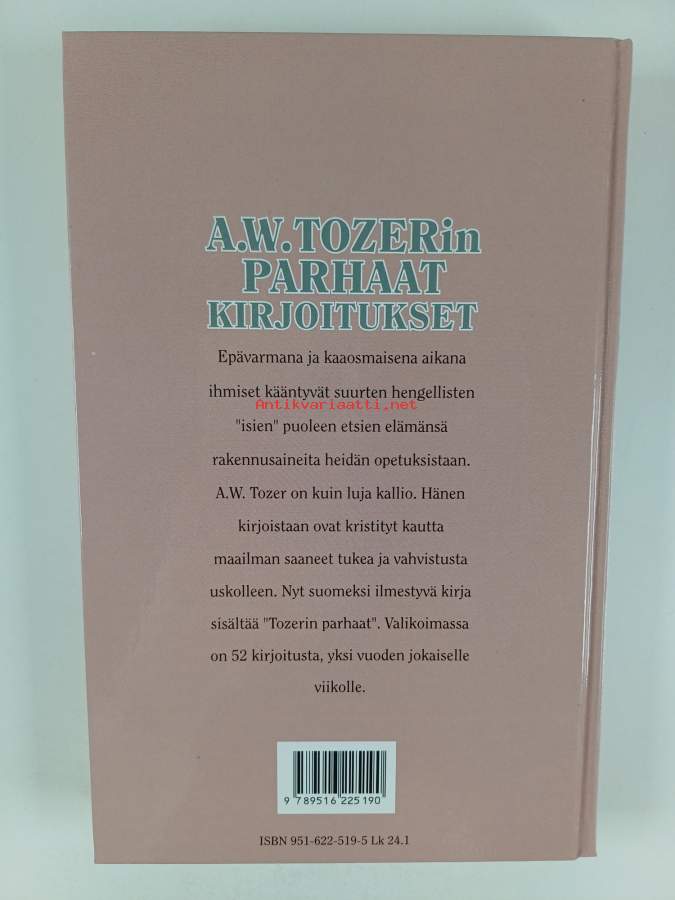 A.W. TOZERin
PARHAAT
KIRJOITUKSET
Epävarmana ja kaaosmaisena aikana
ihmiset kääntyvät suurten hengellisten
Antikvariaatti.net
"isien" puoleen etsien elämänsä
rakennusaineita heidän opetuksistaan.
A.W. Tozer on kuin luja kallio. Hänen
kirjoistaan ovat kristityt kautta
maailman saaneet tukea ja vahvistusta
uskolleen. Nyt suomeksi ilmestyvä kirja
sisältää "Tozerin parhaat". Valikoimassa
on 52 kirjoitusta, yksi vuoden jokaiselle
viikolle.
9 789516 225190
ISBN 951-622-519-5 Lk 24.1